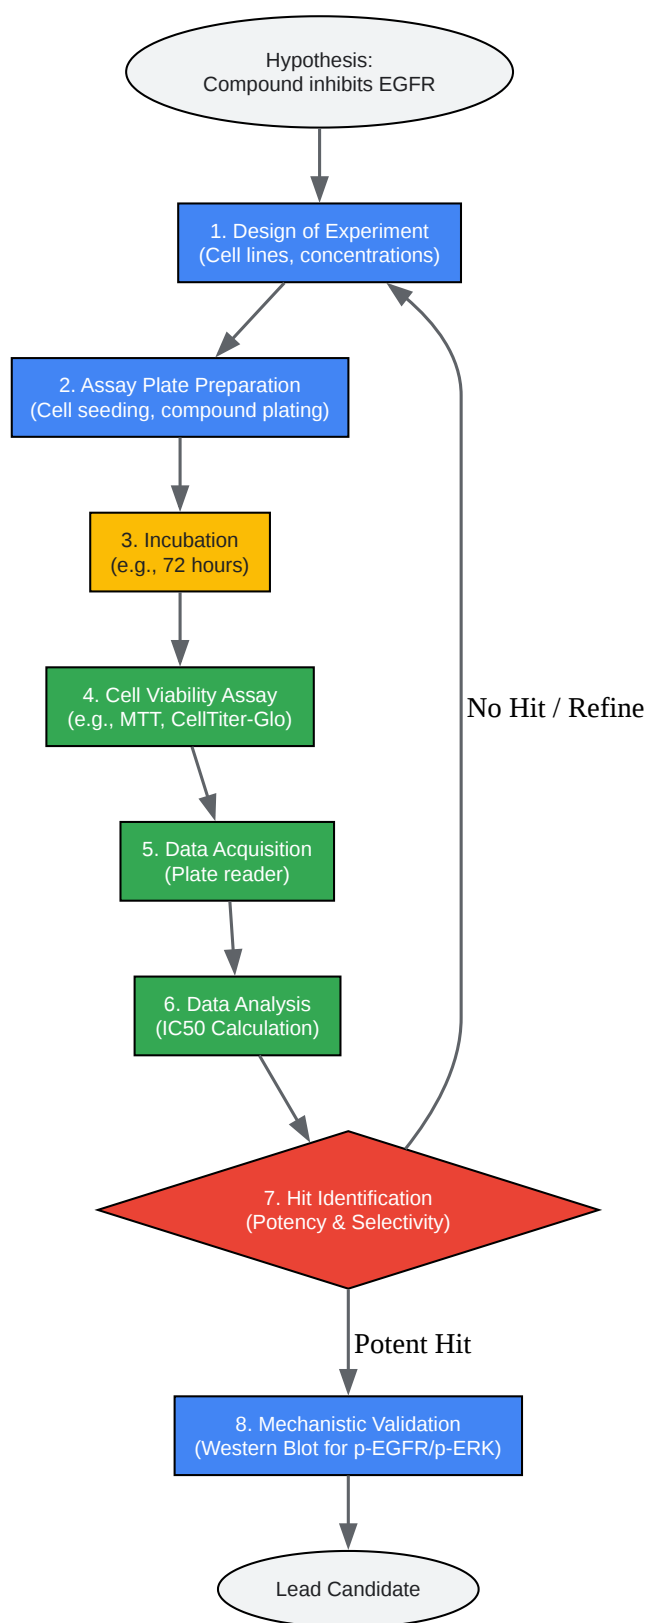 Hypothesis:
Compound inhibits EGFR
1. Design of Experiment
(Cell lines, concentrations)
2. Assay Plate Preparation
(Cell seeding, compound plating)
3. Incubation
(e.g., 72 hours)
4. Cell Viability Assay
(e.g., MTT, CellTiter-Glo)
No Hit / Refine
5. Data Acquisition
(Plate reader)
6. Data Analysis
(IC50 Calculation)
7. Hit Identification
(Potency & Selectivity)
Potent Hit
8. Mechanistic Validation
(Western Blot for p-EGFR/p-ERK)
Lead Candidate